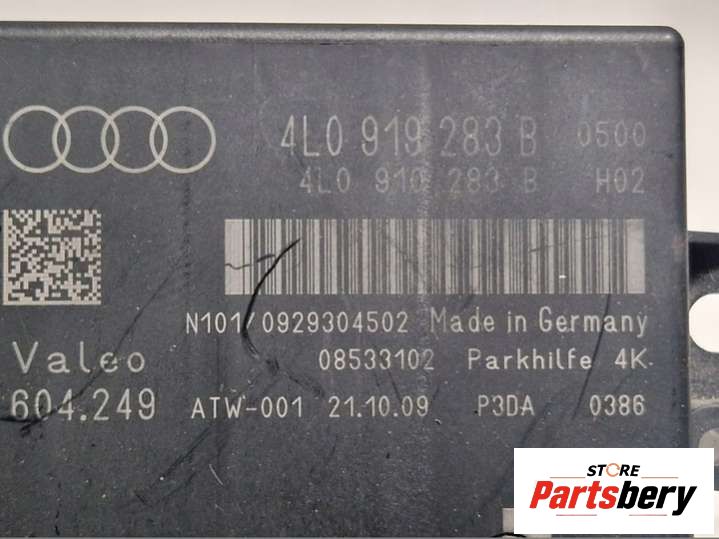 4L0 919 283 B 0500
4L0 910 283 B H02
N101/0929304502 Made in Germany
Valeo 08533102 Parkhilfe 4K
604.249 ATW-001 21.10.09 P3DA 0386
STORE
Partsbery